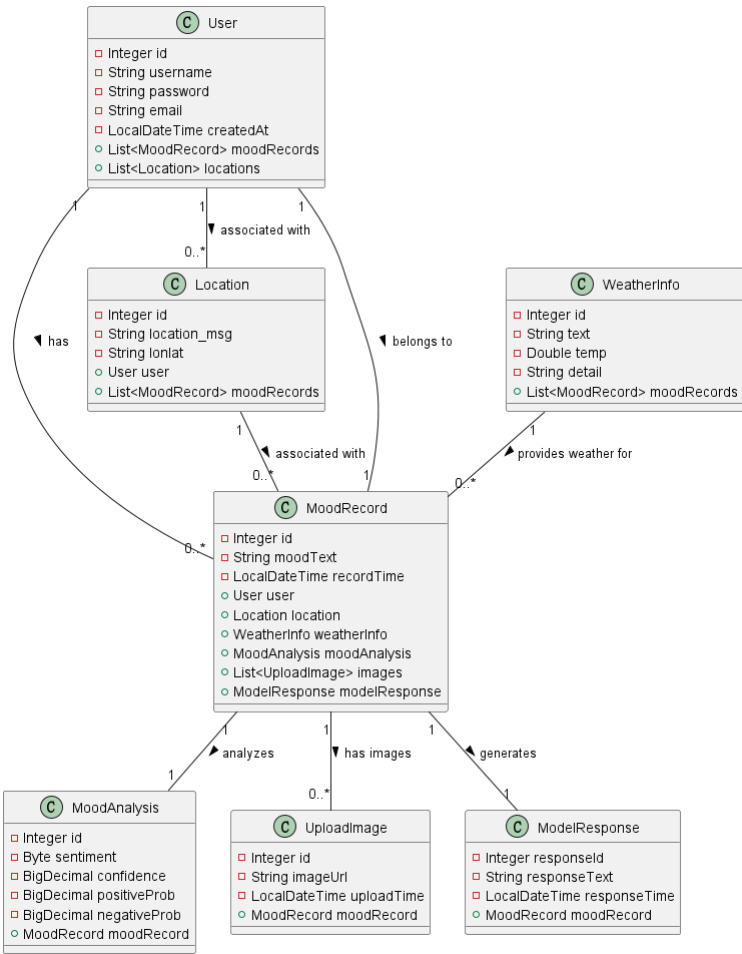 C User
Integer id
String username
String password
String email
LocalDateTime createdAt
List<MoodRecord> moodRecords
List<Location> locations
1 1 1
associated with
0..*
C Location
Integer id
String location_msg
String lonlat
User user
List<MoodRecord> moodRecords
has
belongs to
C WeatherInfo
Integer id
String text
Double temp
String detail
List<MoodRecord> moodRecords
1 1
associated with
provides weather for
0..* 1 0..*
0..*
C MoodRecord
Integer id
String moodText
LocalDateTime recordTime
User user
Location location
WeatherInfo weatherInfo
MoodAnalysis moodAnalysis
List<UploadImage> images
ModelResponse modelResponse
1 1 1
analyzes
has images
generates
1 0..* 1
C MoodAnalysis
Integer id
Byte sentiment
BigDecimal confidence
BigDecimal positiveProb
BigDecimal negativeProb
MoodRecord moodRecord
C UploadImage
Integer id
String imageUrl
LocalDateTime uploadTime
MoodRecord moodRecord
C ModelResponse
Integer responseId
String responseText
LocalDateTime responseTime
MoodRecord moodRecord